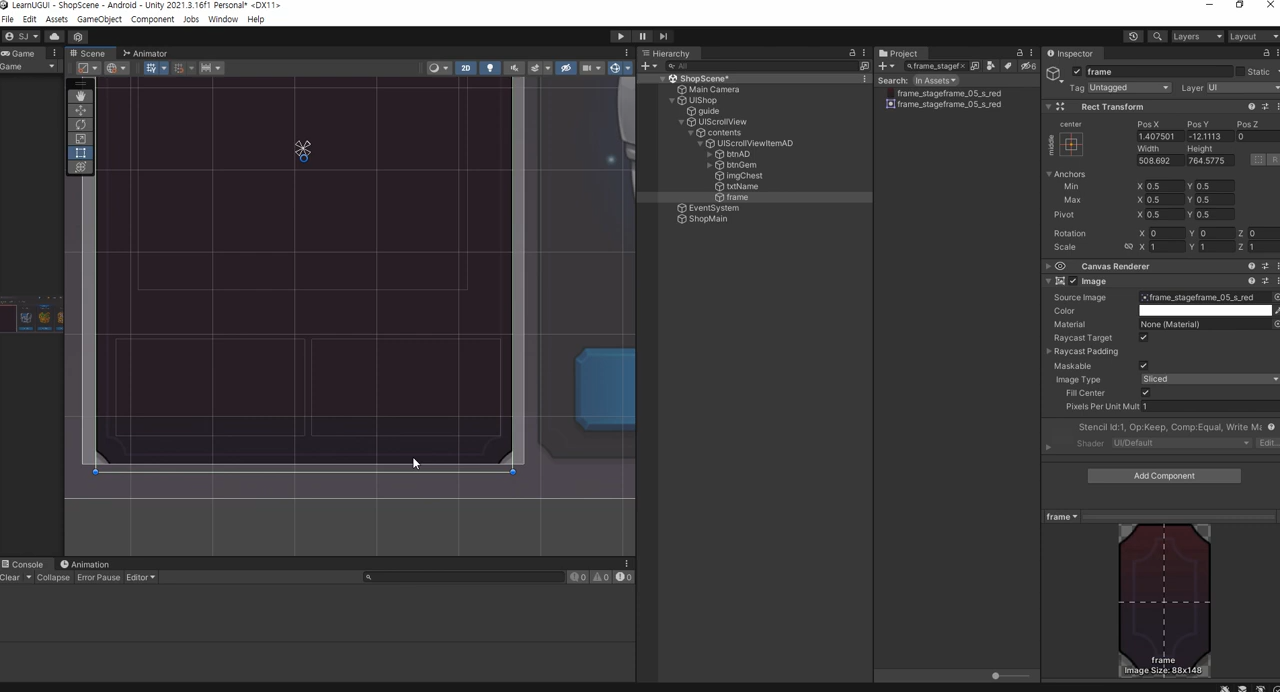 LearnUGUI - ShopScene - Android - Unity 2021.3.16f1 Personal* <DX11>
File Edit Assets GameObject Component Jobs Window Help
SJ
Layers
Layout
Game
Scene
Animator
Game
2D
Hierarchy
All
ShopScene*
Main Camera
UIShop
guide
UIScrollView
contents
UIScrollViewItemAD
btnAD
btnGem
imgChest
txtName
frame
EventSystem
ShopMain
Project
frame_stagef
6
Search: In Assets
frame_stageframe_05_s_red
frame_stageframe_05_s_red
Inspector
frame
Static
Tag Untagged Layer UI
Rect Transform
center
middle
Pos X Pos Y Pos Z
1.407501 -12.1113 0
Width Height
508.692 764.5775
R
Anchors
Min X 0.5 Y 0.5
Max X 0.5 Y 0.5
Pivot X 0.5 Y 0.5
Rotation X 0 Y 0 Z 0
Scale X 1 Y 1 Z 1
Canvas Renderer
Image
Source Image frame_stageframe_05_s_red
Color
Material None (Material)
Raycast Target
Raycast Padding
Maskable
Image Type Sliced
Fill Center
Pixels Per Unit Mult 1
Stencil Id:1, Op:Keep, Comp:Equal, Write Ma
Shader UI/Default Edit...
Add Component
frame
frame
Image Size: 88x148
Console
Animation
Clear Collapse Error Pause Editor
0 0 0